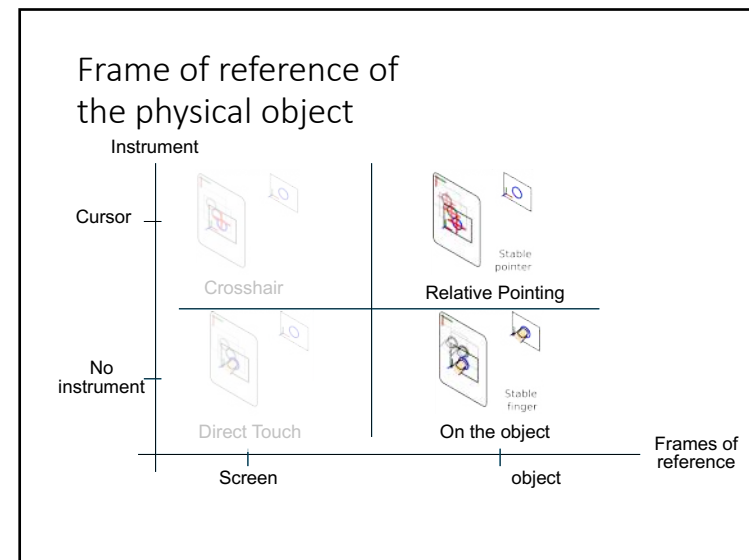 Frame of reference of
the physical object
Instrument
Cursor
Stable
pointer
Crosshair
Relative Pointing
No
instrument
Stable
finger
Direct Touch
On the object
Frames of
reference
Screen
object